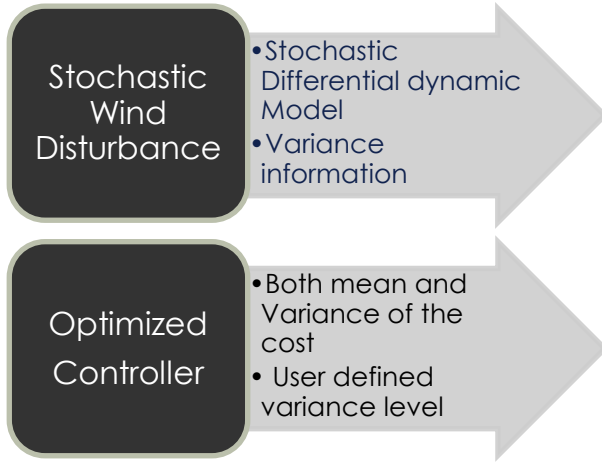 Stochastic
Wind
Disturbance
•Stochastic
Differential dynamic
Model
•Variance
information
Optimized
Controller
•Both mean and
Variance of the
cost
• User defined
variance level